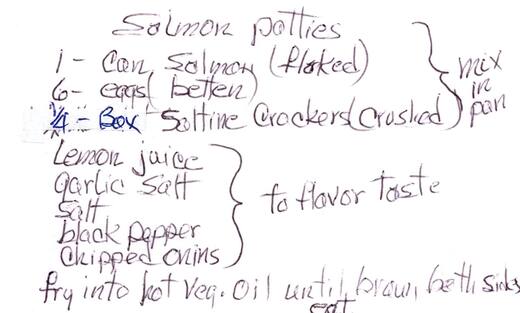 Salmon patties
1 - Can Salmon (flaked)
6 - eggs (betten)
1/4 - Box Saltine Crackers (crushed)
mix
in
pan
Lemon juice
garlic salt
salt
black pepper
chipped onins
to flavor taste
fry into hot veg. oil until brown, both sides
eat